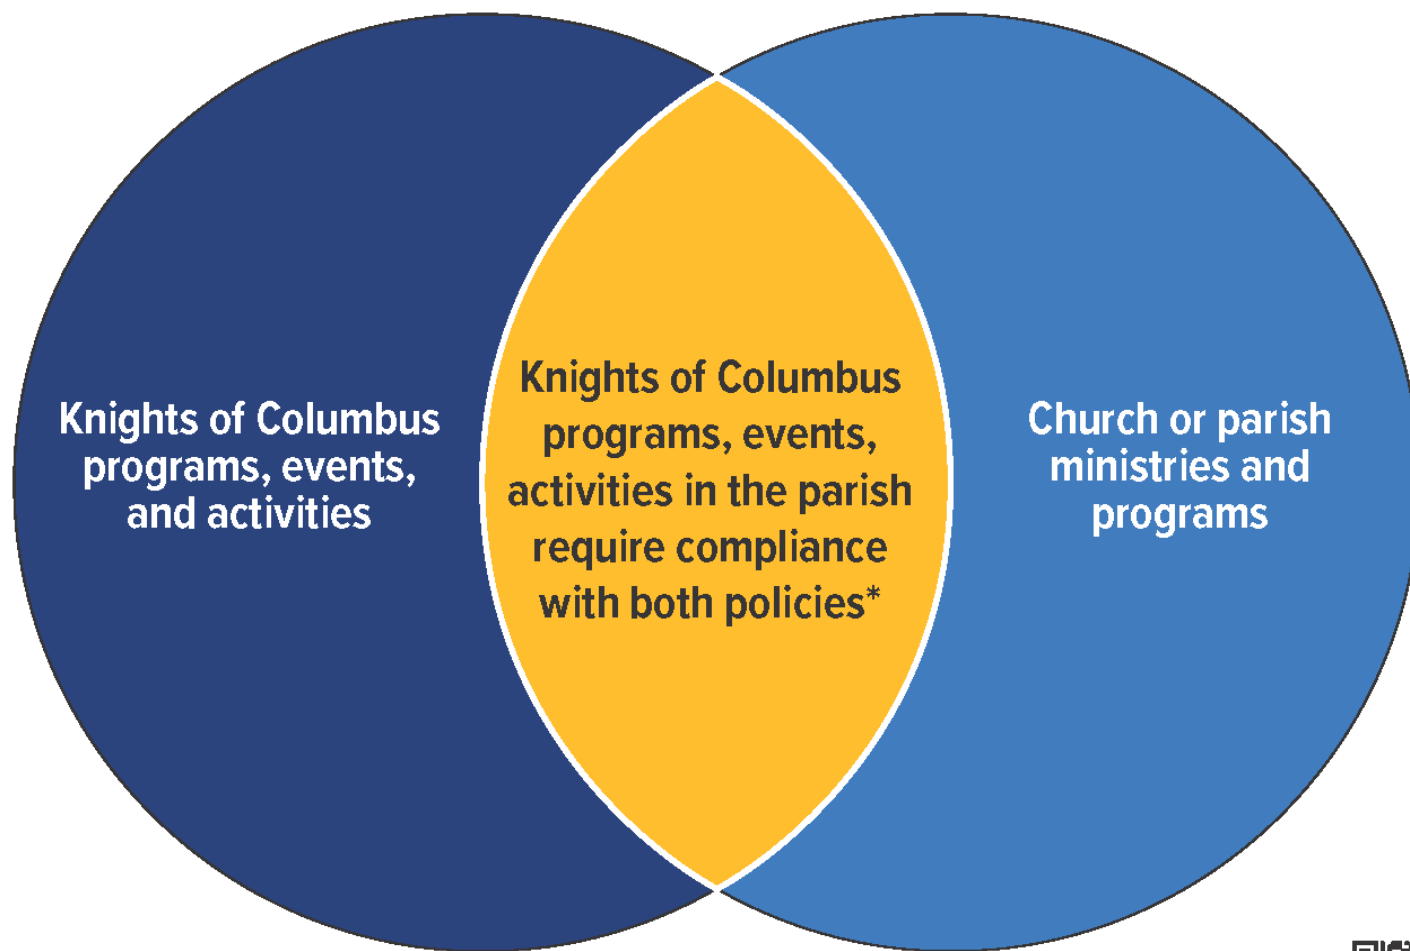 Knights of Columbus
programs, events,
and activities
Knights of Columbus
programs, events,
activities in the parish
require compliance
with both policies*
Church or parish
ministries and
programs